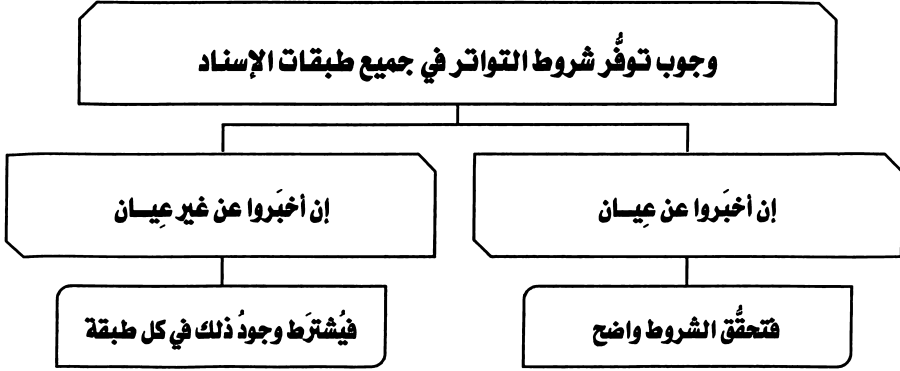 وجوب توفُّر شروط التواتر في جميع طبقات الإسناد
إن أخبَروا عن عِيـان
إن أخبَروا عن غير عِيـان
فتحقُّق الشروط واضح
فيُشترَط وجودُ ذلك في كل طبقة